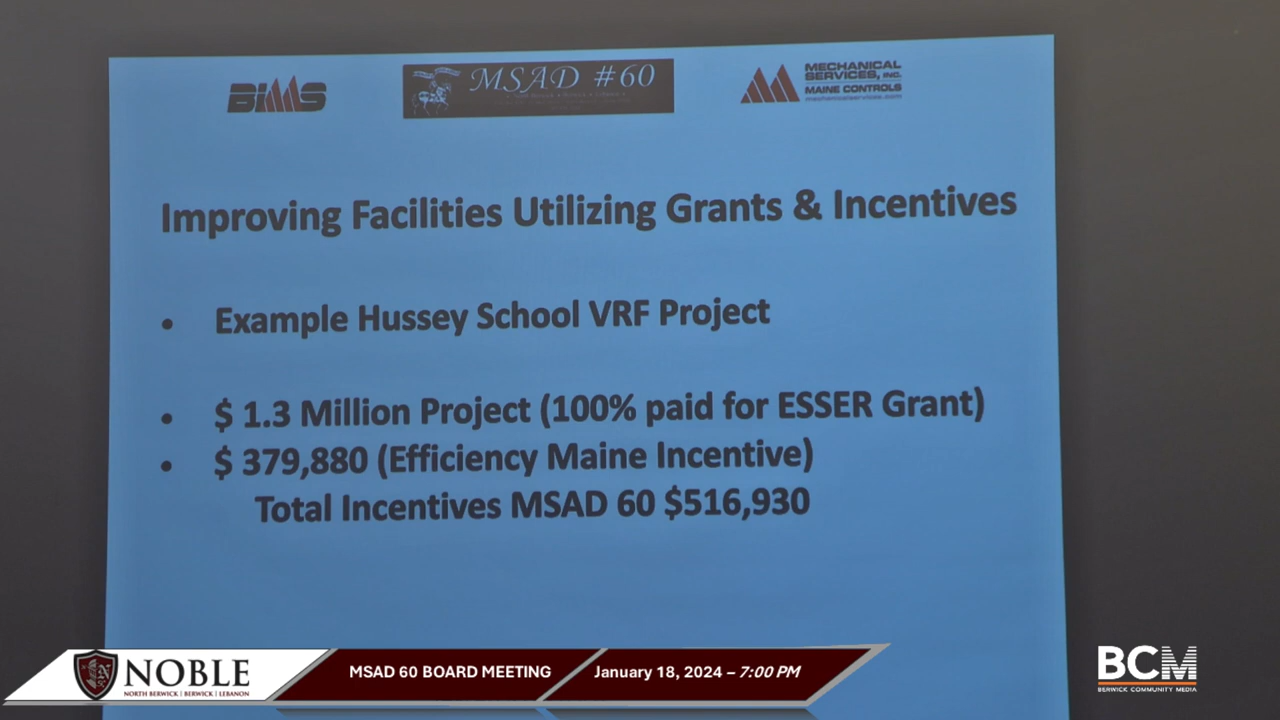 BIMS
MSAD #60
MECHANICAL
SERVICES, INC.
MAINE CONTROLS
mechanicalservices.com
Improving Facilities Utilizing Grants & Incentives
• Example Hussey School VRF Project
• $ 1.3 Million Project (100% paid for ESSER Grant)
• $ 379,880 (Efficiency Maine Incentive)
Total Incentives MSAD 60 $516,930
NOBLE
NORTH BERWICK | BERWICK | LEBANON
MSAD 60 BOARD MEETING
January 18, 2024 – 7:00 PM
BCM
BERWICK COMMUNITY MEDIA